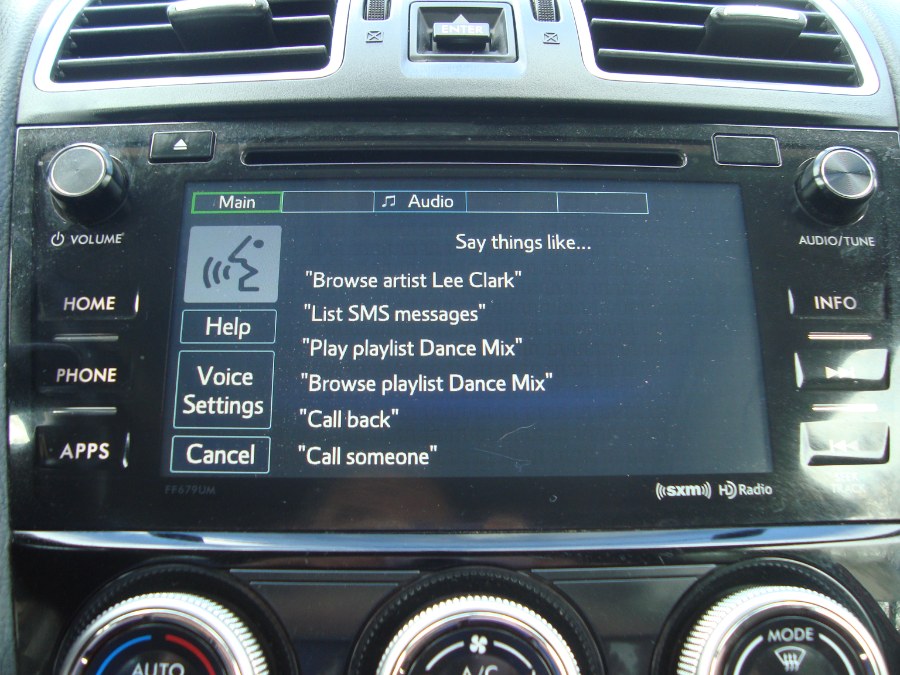 ENTER
VOLUME
AUDIO/TUNE
Main
Audio
Say things like...
"Browse artist Lee Clark"
"List SMS messages"
"Play playlist Dance Mix"
"Browse playlist Dance Mix"
"Call back"
"Call someone"
Help
Voice
Settings
Cancel
HOME
PHONE
APPS
INFO
FF679UM
((sxm))
HD Radio
AUTO
A/C
MODE